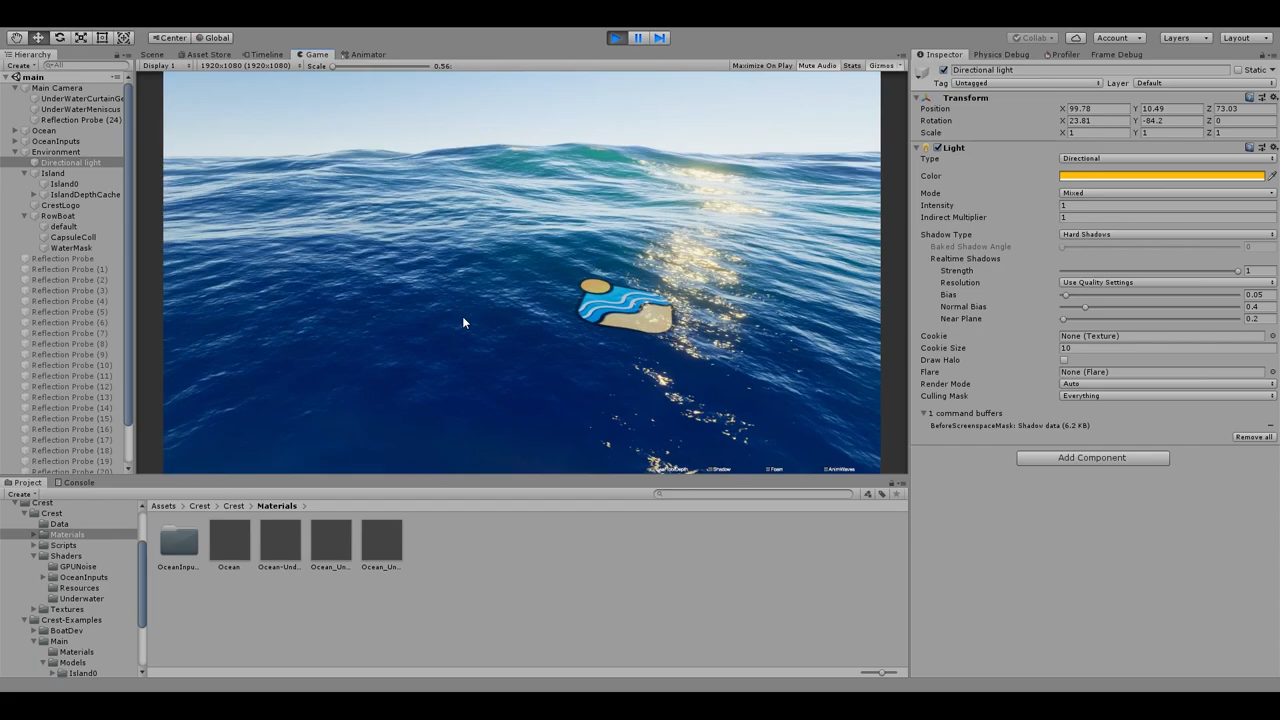 Center
Global
Collab
Account
Layers
Layout
Hierarchy
Scene
Asset Store
Timeline
Game
Animator
Inspector
Physics Debug
Profiler
Frame Debug
Create
All
Display 1
1920x1080 (1920x1080)
Scale
0.56:
Maximize On Play
Mute Audio
Stats
Gizmos
main
Main Camera
UnderWaterCurtainGe
UnderWaterMeniscus
Reflection Probe (24)
Ocean
OceanInputs
Environment
Directional light
Island
Island0
IslandDepthCache
CrestLogo
RowBoat
default
CapsuleColl
WaterMask
Reflection Probe
Reflection Probe (1)
Reflection Probe (2)
Reflection Probe (3)
Reflection Probe (4)
Reflection Probe (5)
Reflection Probe (6)
Reflection Probe (7)
Reflection Probe (8)
Reflection Probe (9)
Reflection Probe (10)
Reflection Probe (11)
Reflection Probe (12)
Reflection Probe (13)
Reflection Probe (14)
Reflection Probe (15)
Reflection Probe (16)
Reflection Probe (17)
Reflection Probe (18)
Reflection Probe (19)
Reflection Probe (20)
Shadow
Foam
AnimWaves
Directional light
Static
Tag Untagged Layer Default
Transform
Position X 99.78 Y 10.49 Z 73.03
Rotation X 23.81 Y -84.2 Z 0
Scale X 1 Y 1 Z 1
Light
Type Directional
Color
Mode Mixed
Intensity 1
Indirect Multiplier 1
Shadow Type Hard Shadows
Baked Shadow Angle 0
Realtime Shadows
Strength 1
Resolution Use Quality Settings
Bias 0.05
Normal Bias 0.4
Near Plane 0.2
Cookie None (Texture)
Cookie Size 10
Draw Halo
Flare None (Flare)
Render Mode Auto
Culling Mask Everything
1 command buffers
BeforeScreenspaceMask: Shadow data (6.2 KB)
Remove all
Add Component
Project
Console
Create
Crest
Crest
Data
Materials
Scripts
Shaders
GPUNoise
OceanInputs
Resources
Underwater
Textures
Crest-Examples
BoatDev
Main
Materials
Models
Island0
Assets
Crest
Crest
Materials
OceanInpu...
Ocean
Ocean-Und...
Ocean_Un...
Ocean_Un...